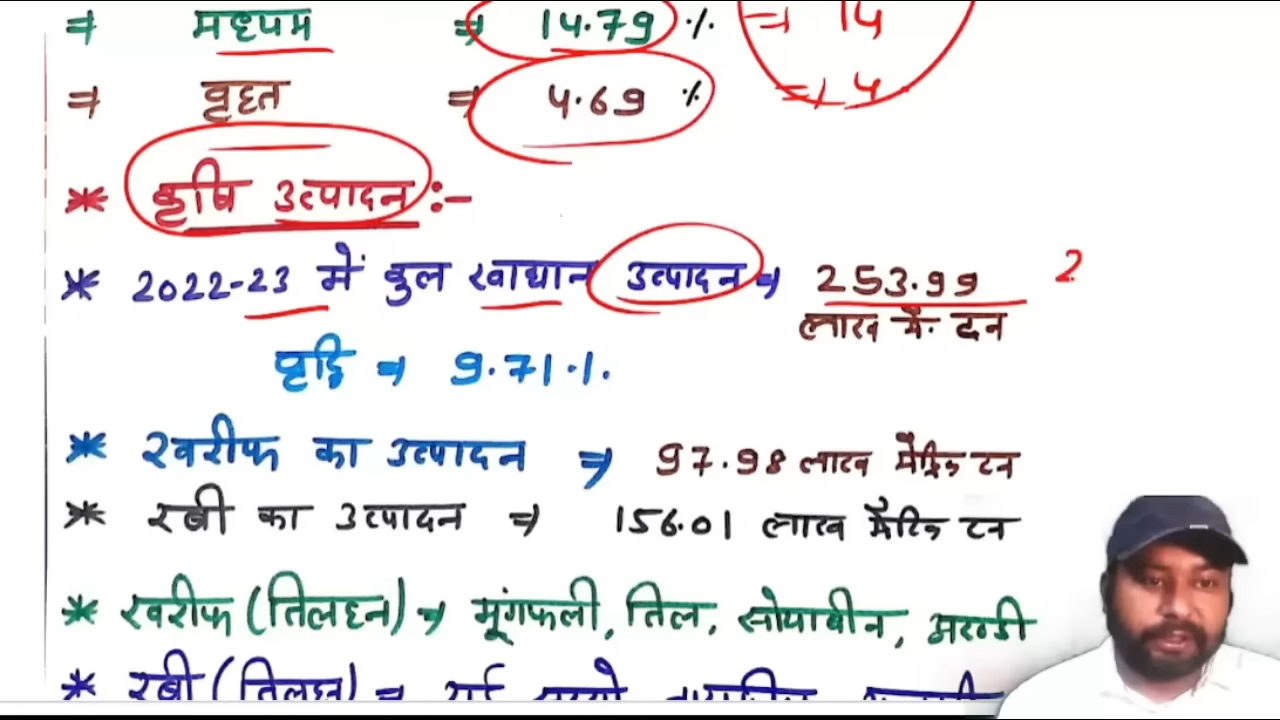 ⇒ मध्यम ⇒ 14.79 % ⇒ 14
⇒ वृहत ⇒ 4.69 % ⇒ 4
* कृषि उत्पादन :-
* 2022-23 में कुल खाद्यान उत्पादन ⇒ 253.99 2
लाख मै. टन
वृद्धि ⇒ 9.71%.
* खरीफ का उत्पादन ⇒ 97.98 लाख मैट्रिक टन
* रबी का उत्पादन ⇒ 156.01 लाख मैट्रिक टन
* खरीफ (तिलहन) ⇒ मूंगफली, तिल, सोयाबीन, अरण्डी
* रबी (तिलहन) ⇒